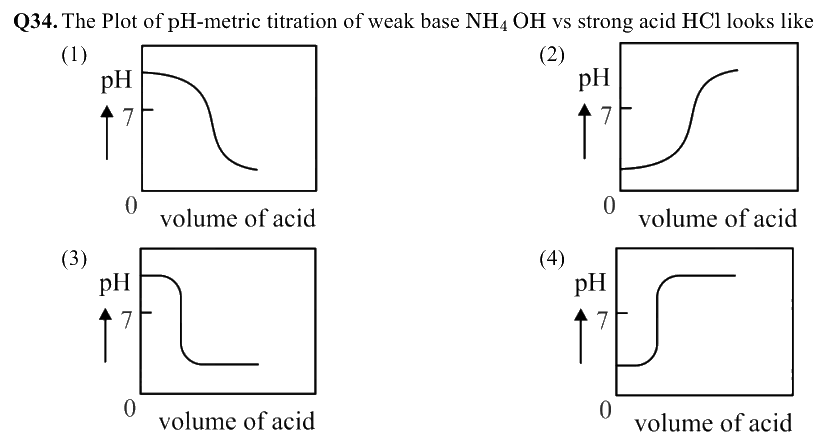 Q34. The Plot of pH-metric titration of weak base NH₄ OH vs strong acid HCl looks like
(1)
pH
7
0
volume of acid
(2)
pH
7
0
volume of acid
(3)
pH
7
0
volume of acid
(4)
pH
7
0
volume of acid